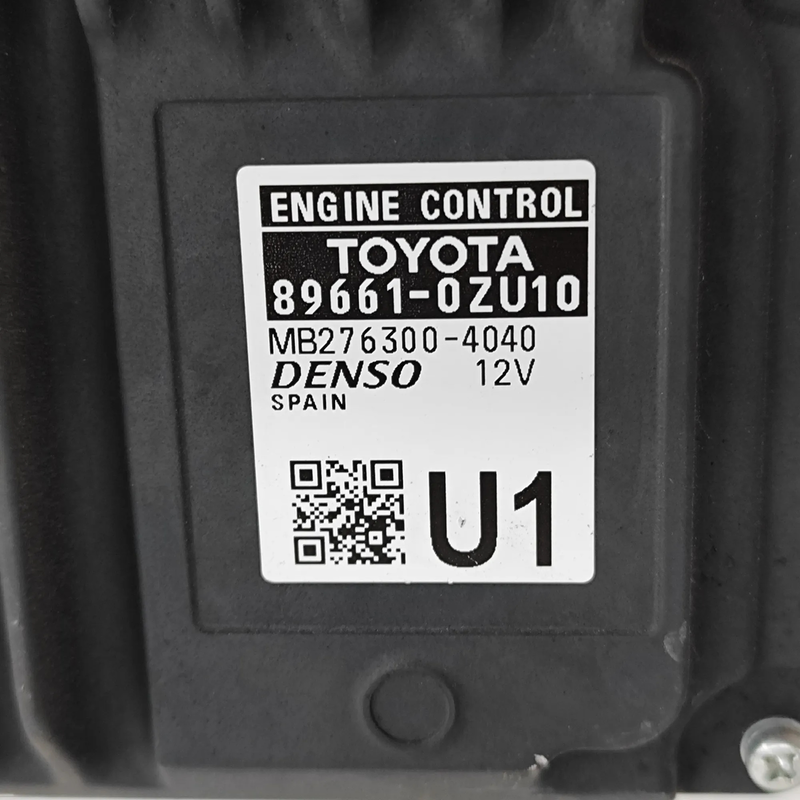 ENGINE CONTROL
TOYOTA
89661-0ZU10
MB276300-4040
DENSO 12V
SPAIN
U1